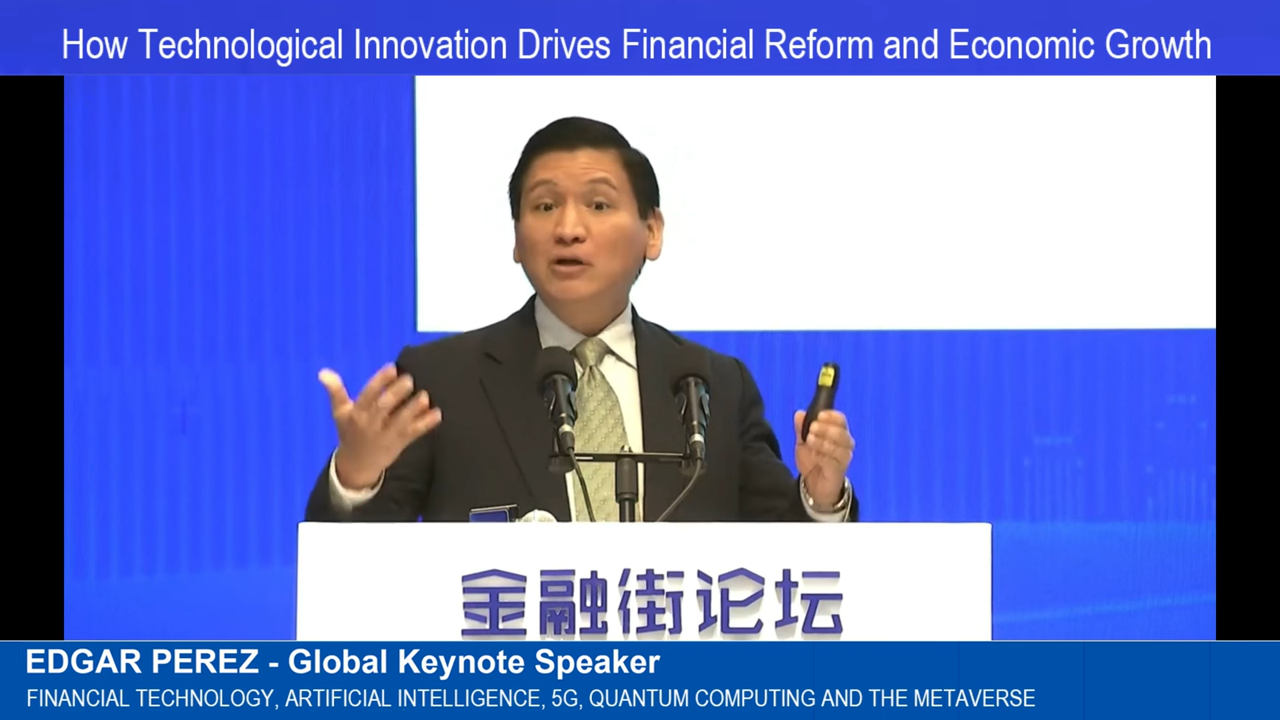 How Technological Innovation Drives Financial Reform and Economic Growth
金融街论坛
EDGAR PEREZ - Global Keynote Speaker
FINANCIAL TECHNOLOGY, ARTIFICIAL INTELLIGENCE, 5G, QUANTUM COMPUTING AND THE METAVERSE